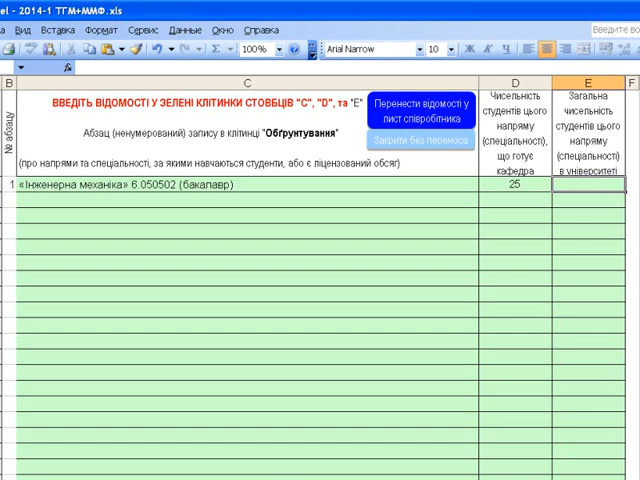 el - 2014-1 ТГМ+ММФ.xls
Вид Вставка Формат Сервис Данные Окно Справка
Введите во
100% Arial Narrow 10 Ж К Ч
fx
B C D E F
№ абзацу
ВВЕДІТЬ ВІДОМОСТІ У ЗЕЛЕНІ КЛІТИНКИ СТОВБЦІВ "C", "D", та "E"
Абзац (ненумерований) запису в клітинці "Обґрунтування"
(про напрями та спеціальності, за якими навчаються студенти, або є ліцензований обсяг)
Перенести відомості у
лист співробітника
Закрити без переноса
Чисельність
студентів цього
напряму
(спеціальності),
що готує
кафедра
Загальна
чисельність
студентів цього
напряму
(спеціальності)
в університеті
1 «Інженерна механіка» 6.050502 (бакалавр) 25